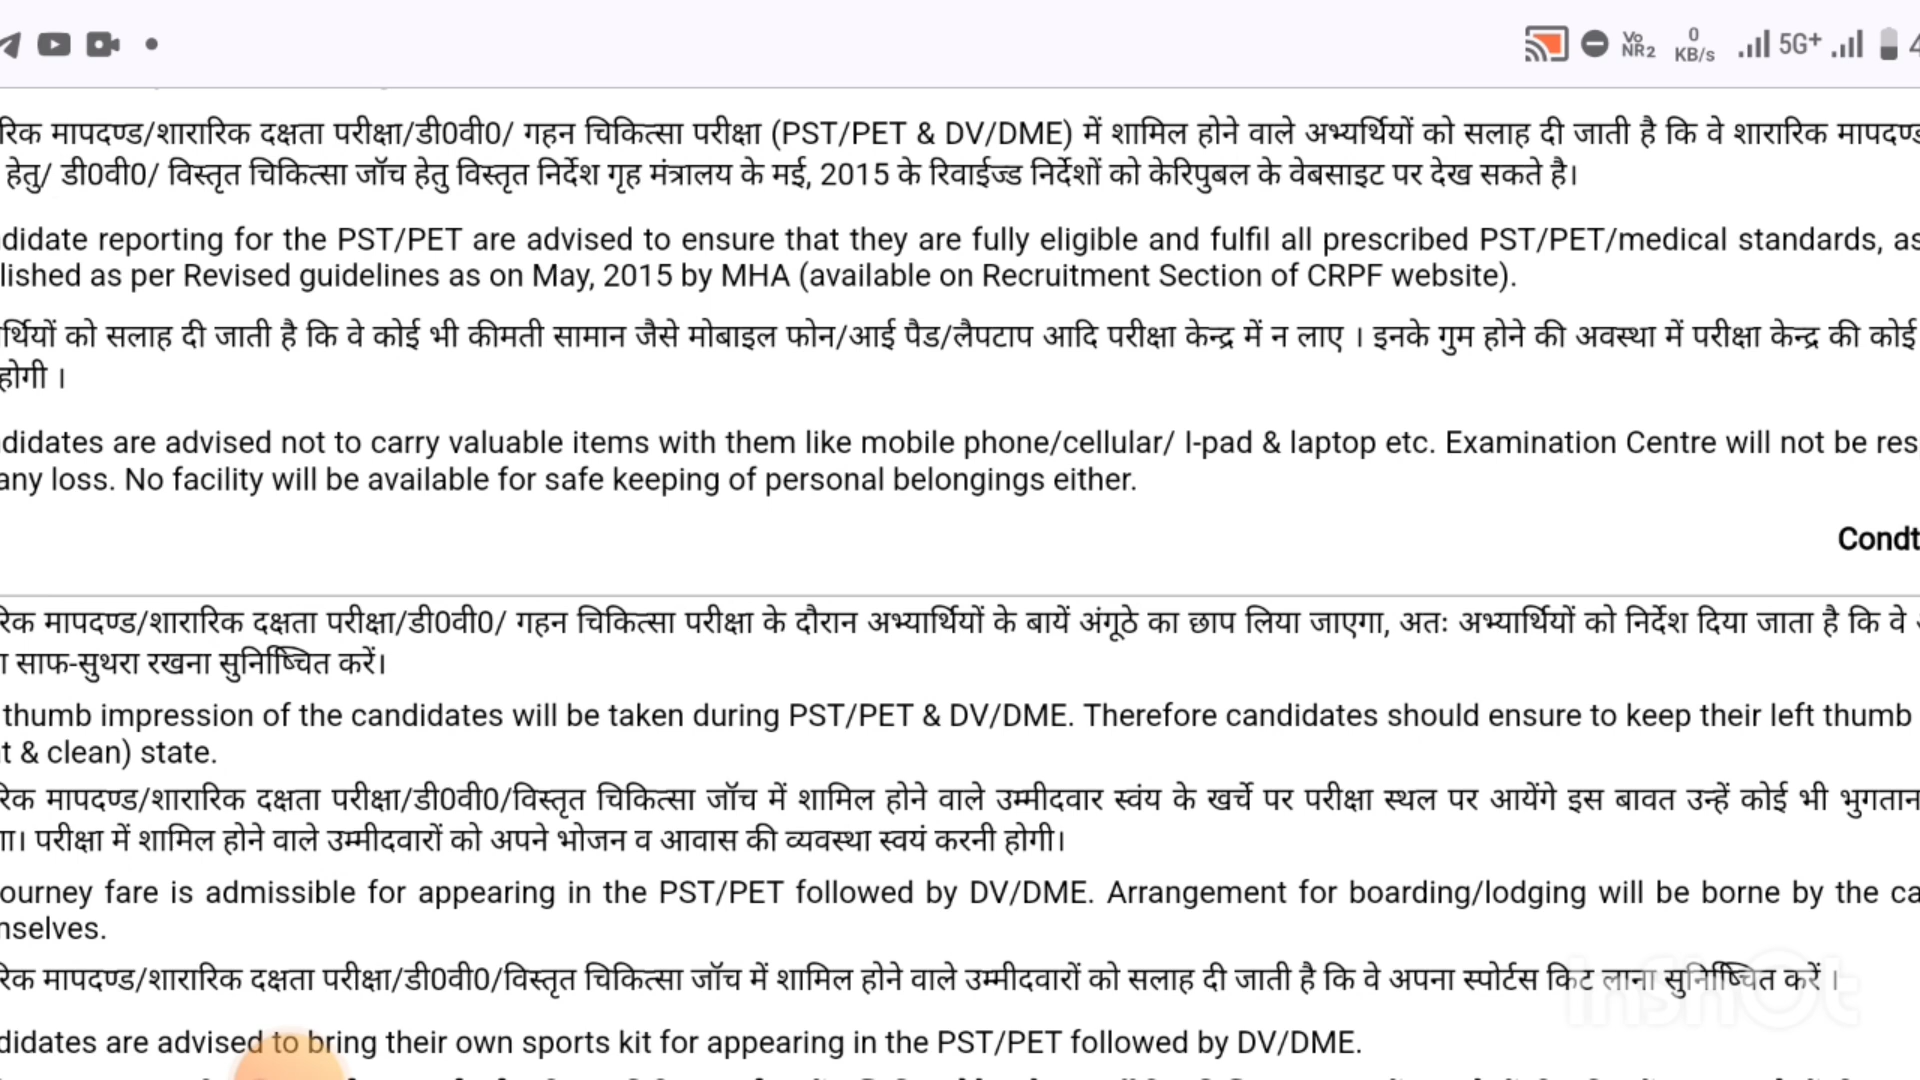 Vo NR2 0 KB/s 5G+ 4
रिक मापदण्ड/शारारिक दक्षता परीक्षा/डी0वी0/ गहन चिकित्सा परीक्षा (PST/PET & DV/DME) में शामिल होने वाले अभ्यर्थियों को सलाह दी जाती है कि वे शारारिक मापदण्ड
हेतु/ डी0वी0/ विस्तृत चिकित्सा जॉच हेतु विस्तृत निर्देश गृह मंत्रालय के मई, 2015 के रिवाईज्ड निर्देशों को केरिपुबल के वेबसाइट पर देख सकते है।
didate reporting for the PST/PET are advised to ensure that they are fully eligible and fulfil all prescribed PST/PET/medical standards, as
lished as per Revised guidelines as on May, 2015 by MHA (available on Recruitment Section of CRPF website).
र्थियों को सलाह दी जाती है कि वे कोई भी कीमती सामान जैसे मोबाइल फोन/आई पैड/लैपटाप आदि परीक्षा केन्द्र में न लाए । इनके गुम होने की अवस्था में परीक्षा केन्द्र की कोई
होगी ।
didates are advised not to carry valuable items with them like mobile phone/cellular/ I-pad & laptop etc. Examination Centre will not be res
any loss. No facility will be available for safe keeping of personal belongings either.
Condt
रिक मापदण्ड/शारारिक दक्षता परीक्षा/डी0वी0/ गहन चिकित्सा परीक्षा के दौरान अभ्यार्थियों के बायें अंगूठे का छाप लिया जाएगा, अतः अभ्यार्थियों को निर्देश दिया जाता है कि वे
साफ-सुथरा रखना सुनिष्चित करें।
thumb impression of the candidates will be taken during PST/PET & DV/DME. Therefore candidates should ensure to keep their left thumb
t & clean) state.
रिक मापदण्ड/शारारिक दक्षता परीक्षा/डी0वी0/विस्तृत चिकित्सा जॉच में शामिल होने वाले उम्मीदवार स्वंय के खर्चे पर परीक्षा स्थल पर आयेंगे इस बावत उन्हें कोई भी भुगतान
गा। परीक्षा में शामिल होने वाले उम्मीदवारों को अपने भोजन व आवास की व्यवस्था स्वयं करनी होगी।
ourney fare is admissible for appearing in the PST/PET followed by DV/DME. Arrangement for boarding/lodging will be borne by the ca
nselves.
रिक मापदण्ड/शारारिक दक्षता परीक्षा/डी0वी0/विस्तृत चिकित्सा जॉच में शामिल होने वाले उम्मीदवारों को सलाह दी जाती है कि वे अपना स्पोर्टस किट लाना सुनिष्चित करें ।
InShOt
didates are advised to bring their own sports kit for appearing in the PST/PET followed by DV/DME.